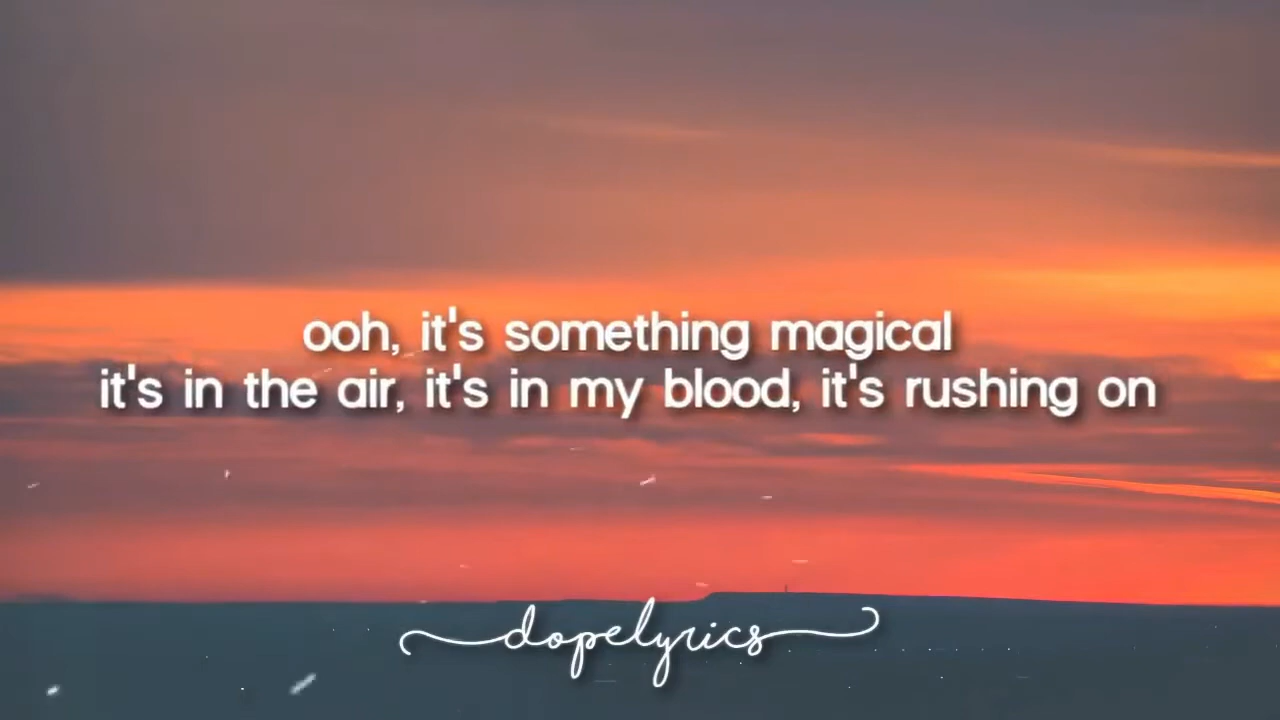 ooh, it's something magical
it's in the air, it's in my blood, it's rushing on
dopelyrics